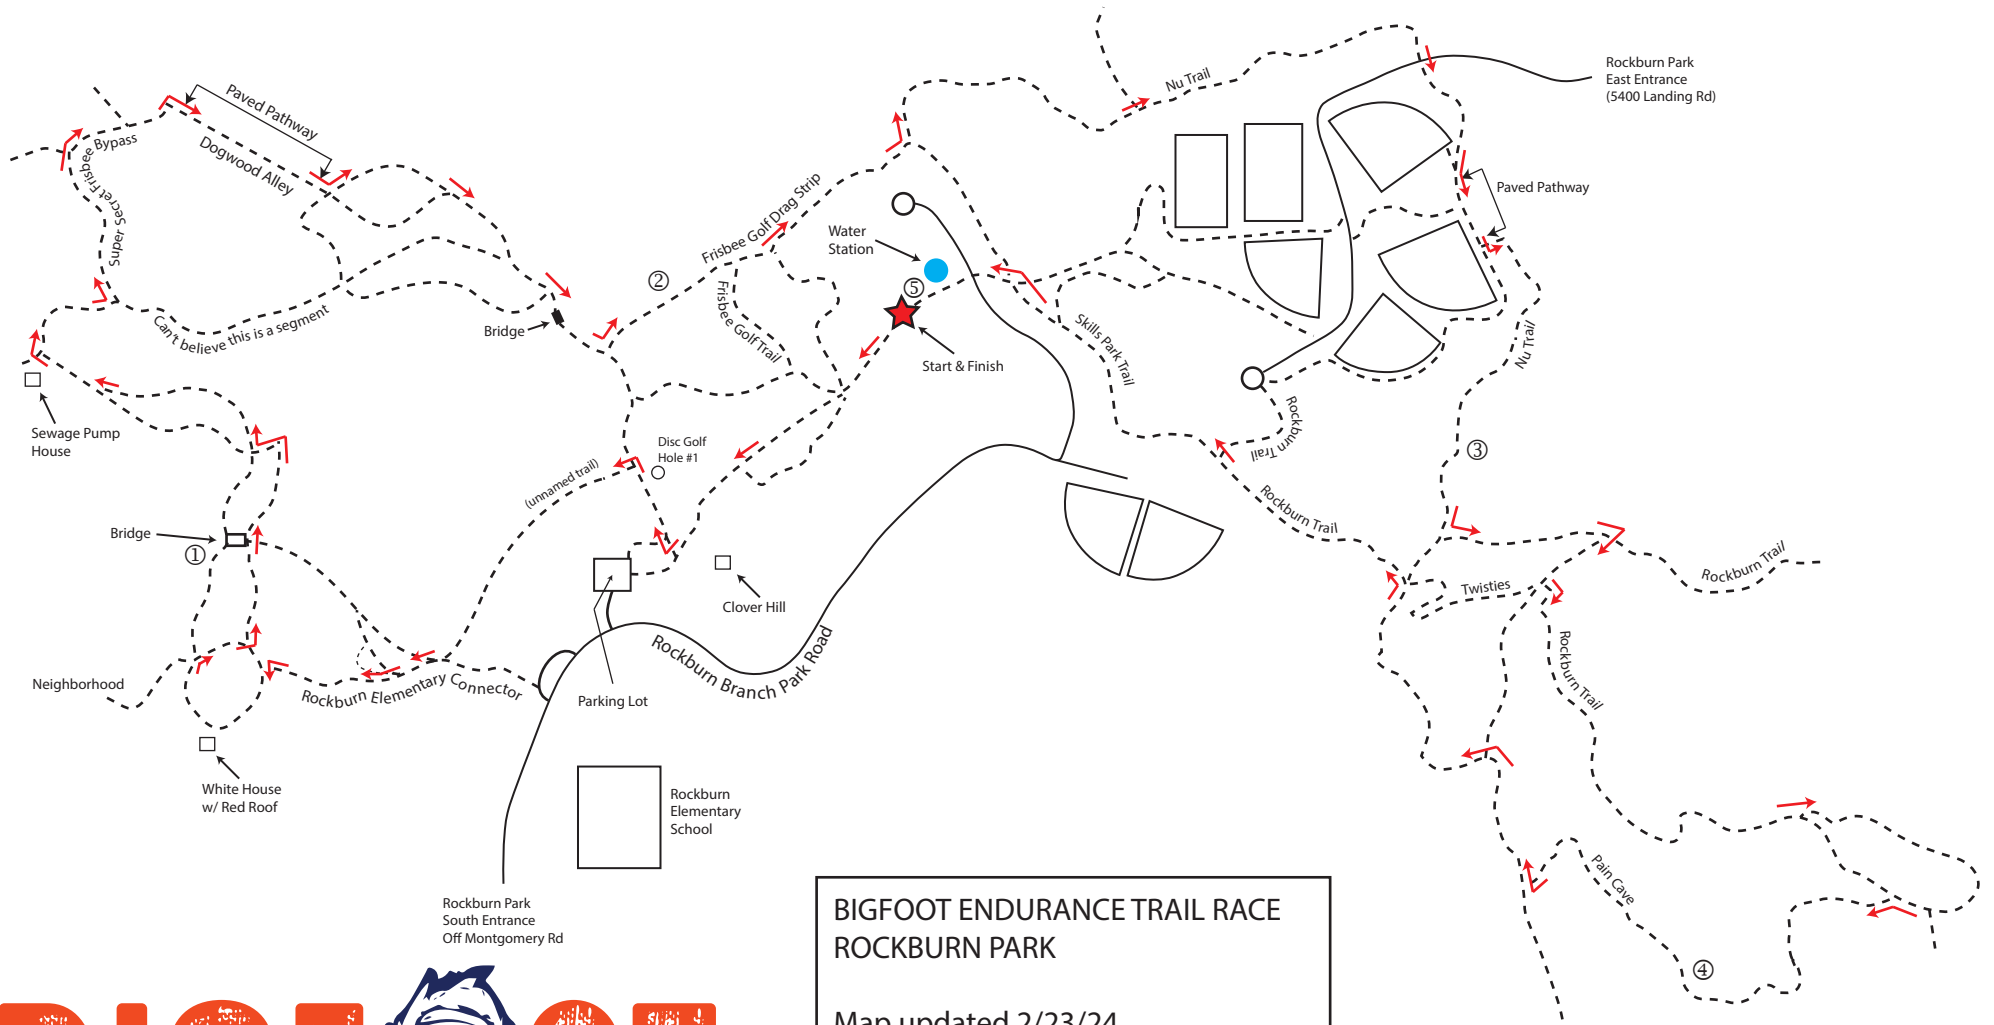 Rockburn Park
East Entrance
(5400 Landing Rd)
Nu Trail
Paved Pathway
Bypass
Dogwood Alley
Super Secret Frisbee
Paved Pathway
Frisbee Golf Drag Strip
Water
Station
②
⑤
Frisbee Golf Trail
Can't believe this is a segment
Bridge
Start & Finish
Skills Park Trail
Nu Trail
Rockburn Trail
Sewage Pump
House
Disc Golf
Hole #1
③
(unnamed trail)
Rockburn Trail
Bridge
①
Twisties
Rockburn Trail
Clover Hill
Rockburn Trail
Neighborhood
Rockburn Elementary Connector
Parking Lot
Rockburn Branch Park Road
White House
w/ Red Roof
Rockburn
Elementary
School
Pain Cave
④
Rockburn Park
South Entrance
Off Montgomery Rd
BIGFOOT ENDURANCE TRAIL RACE
ROCKBURN PARK
Map updated 2/23/24